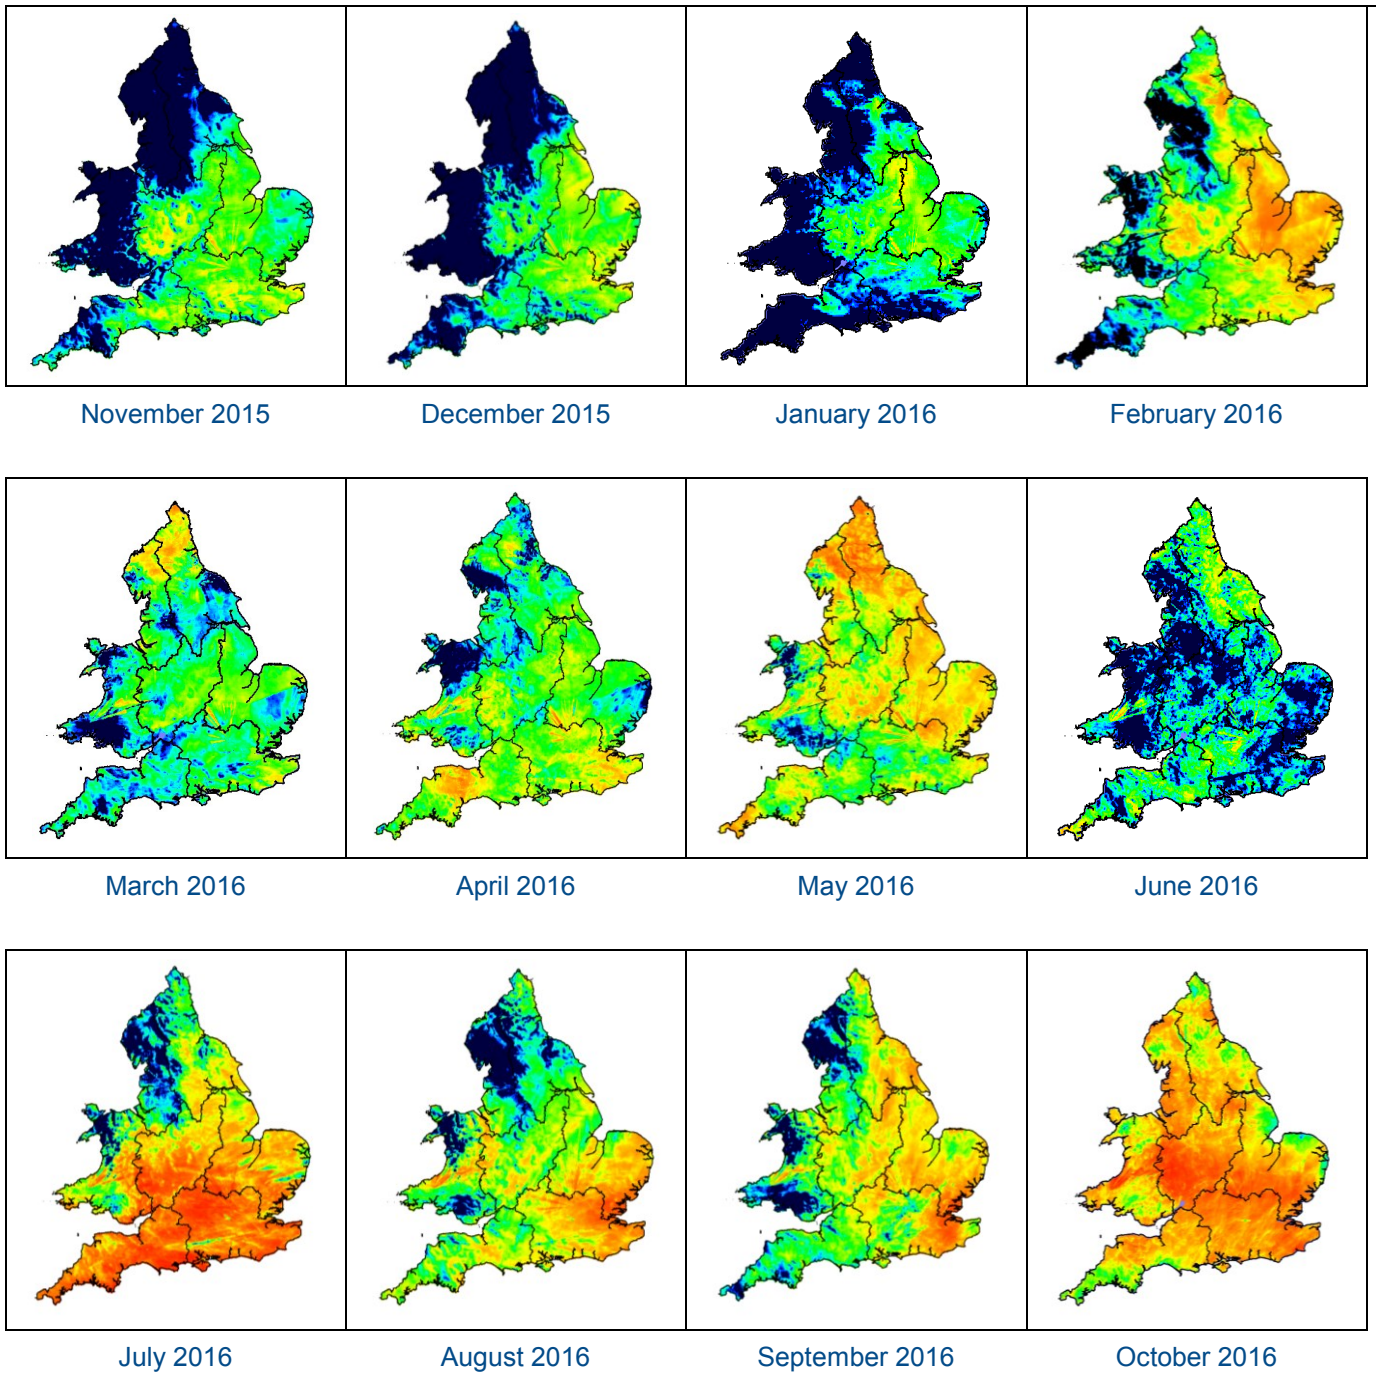 November 2015
December 2015
January 2016
February 2016
March 2016
April 2016
May 2016
June 2016
July 2016
August 2016
September 2016
October 2016